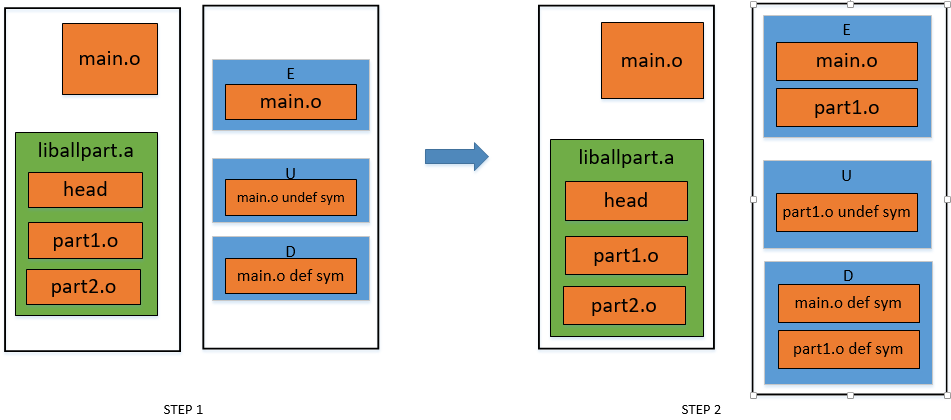 main.o
liballpart.a
head
part1.o
part2.o
E
main.o
U
main.o undef sym
D
main.o def sym
STEP 1
main.o
liballpart.a
head
part1.o
part2.o
E
main.o
part1.o
U
part1.o undef sym
D
main.o def sym
part1.o def sym
STEP 2